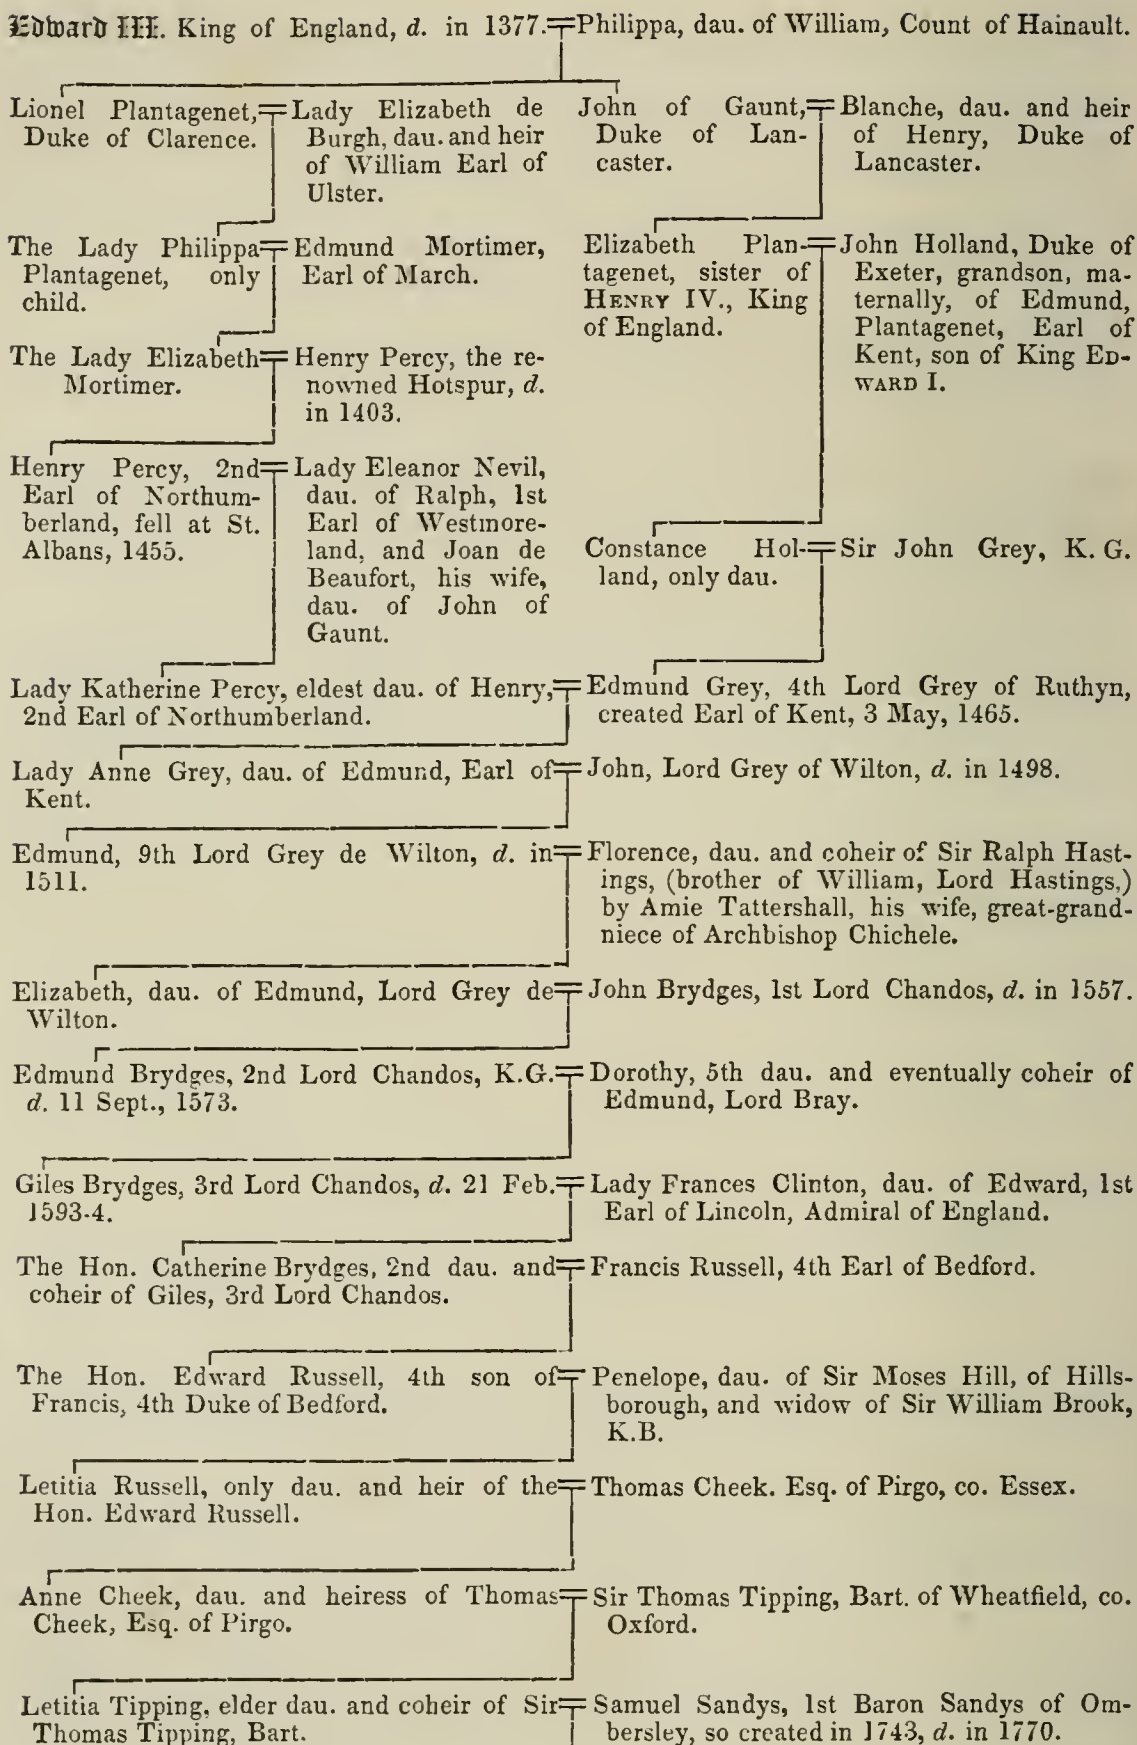 Edward III. King of England, d. in 1377.=Philippa, dau. of William, Count of Hainault.
Lionel Plantagenet,
Duke of Clarence.
Lady Elizabeth de
Burgh, dau. and heir
of William Earl of
Ulster.
John of Gaunt,
Duke of Lan-
caster.
Blanche, dau. and heir
of Henry, Duke of
Lancaster.
The Lady Philippa
Plantagenet, only
child.
Edmund Mortimer,
Earl of March.
Elizabeth Plan-
tagenet, sister of
HENRY IV., King
of England.
John Holland, Duke of
Exeter, grandson, ma-
ternally, of Edmund,
Plantagenet, Earl of
Kent, son of King ED-
WARD I.
The Lady Elizabeth
Mortimer.
Henry Percy, the re-
nowned Hotspur, d.
in 1403.
Henry Percy, 2nd
Earl of Northum-
berland, fell at St.
Albans, 1455.
Lady Eleanor Nevil,
dau. of Ralph, 1st
Earl of Westmore-
land, and Joan de
Beaufort, his wife,
dau. of John of
Gaunt.
Constance Hol-
land, only dau.
Sir John Grey, K. G.
Lady Katherine Percy, eldest dau. of Henry,
2nd Earl of Northumberland.
Edmund Grey, 4th Lord Grey of Ruthyn,
created Earl of Kent, 3 May, 1465.
Lady Anne Grey, dau. of Edmund, Earl of
Kent.
John, Lord Grey of Wilton, d. in 1498.
Edmund, 9th Lord Grey de Wilton, d. in
1511.
Florence, dau. and coheir of Sir Ralph Hast-
ings, (brother of William, Lord Hastings,)
by Amie Tattershall, his wife, great-grand-
niece of Archbishop Chichele.
Elizabeth, dau. of Edmund, Lord Grey de
Wilton.
John Brydges, 1st Lord Chandos, d. in 1557.
Edmund Brydges, 2nd Lord Chandos, K.G.
d. 11 Sept., 1573.
Dorothy, 5th dau. and eventually coheir of
Edmund, Lord Bray.
Giles Brydges, 3rd Lord Chandos, d. 21 Feb.
1593-4.
Lady Frances Clinton, dau. of Edward, 1st
Earl of Lincoln, Admiral of England.
The Hon. Catherine Brydges, 2nd dau. and
coheir of Giles, 3rd Lord Chandos.
Francis Russell, 4th Earl of Bedford.
The Hon. Edward Russell, 4th son of
Francis, 4th Duke of Bedford.
Penelope, dau. of Sir Moses Hill, of Hills-
borough, and widow of Sir William Brook,
K.B.
Letitia Russell, only dau. and heir of the
Hon. Edward Russell.
Thomas Cheek. Esq. of Pirgo, co. Essex.
Anne Cheek, dau. and heiress of Thomas
Cheek, Esq. of Pirgo.
Sir Thomas Tipping, Bart. of Wheatfield, co.
Oxford.
Letitia Tipping, elder dau. and coheir of Sir
Thomas Tipping, Bart.
Samuel Sandys, 1st Baron Sandys of Om-
bersley, so created in 1743, d. in 1770.